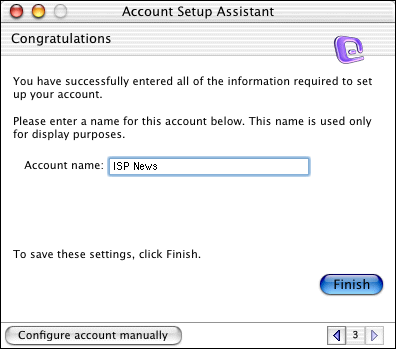 Account Setup Assistant
Congratulations
You have successfully entered all of the information required to set
up your account.
Please enter a name for this account below. This name is used only
for display purposes.
Account name: ISP News
To save these settings, click Finish.
Finish
Configure account manually
3